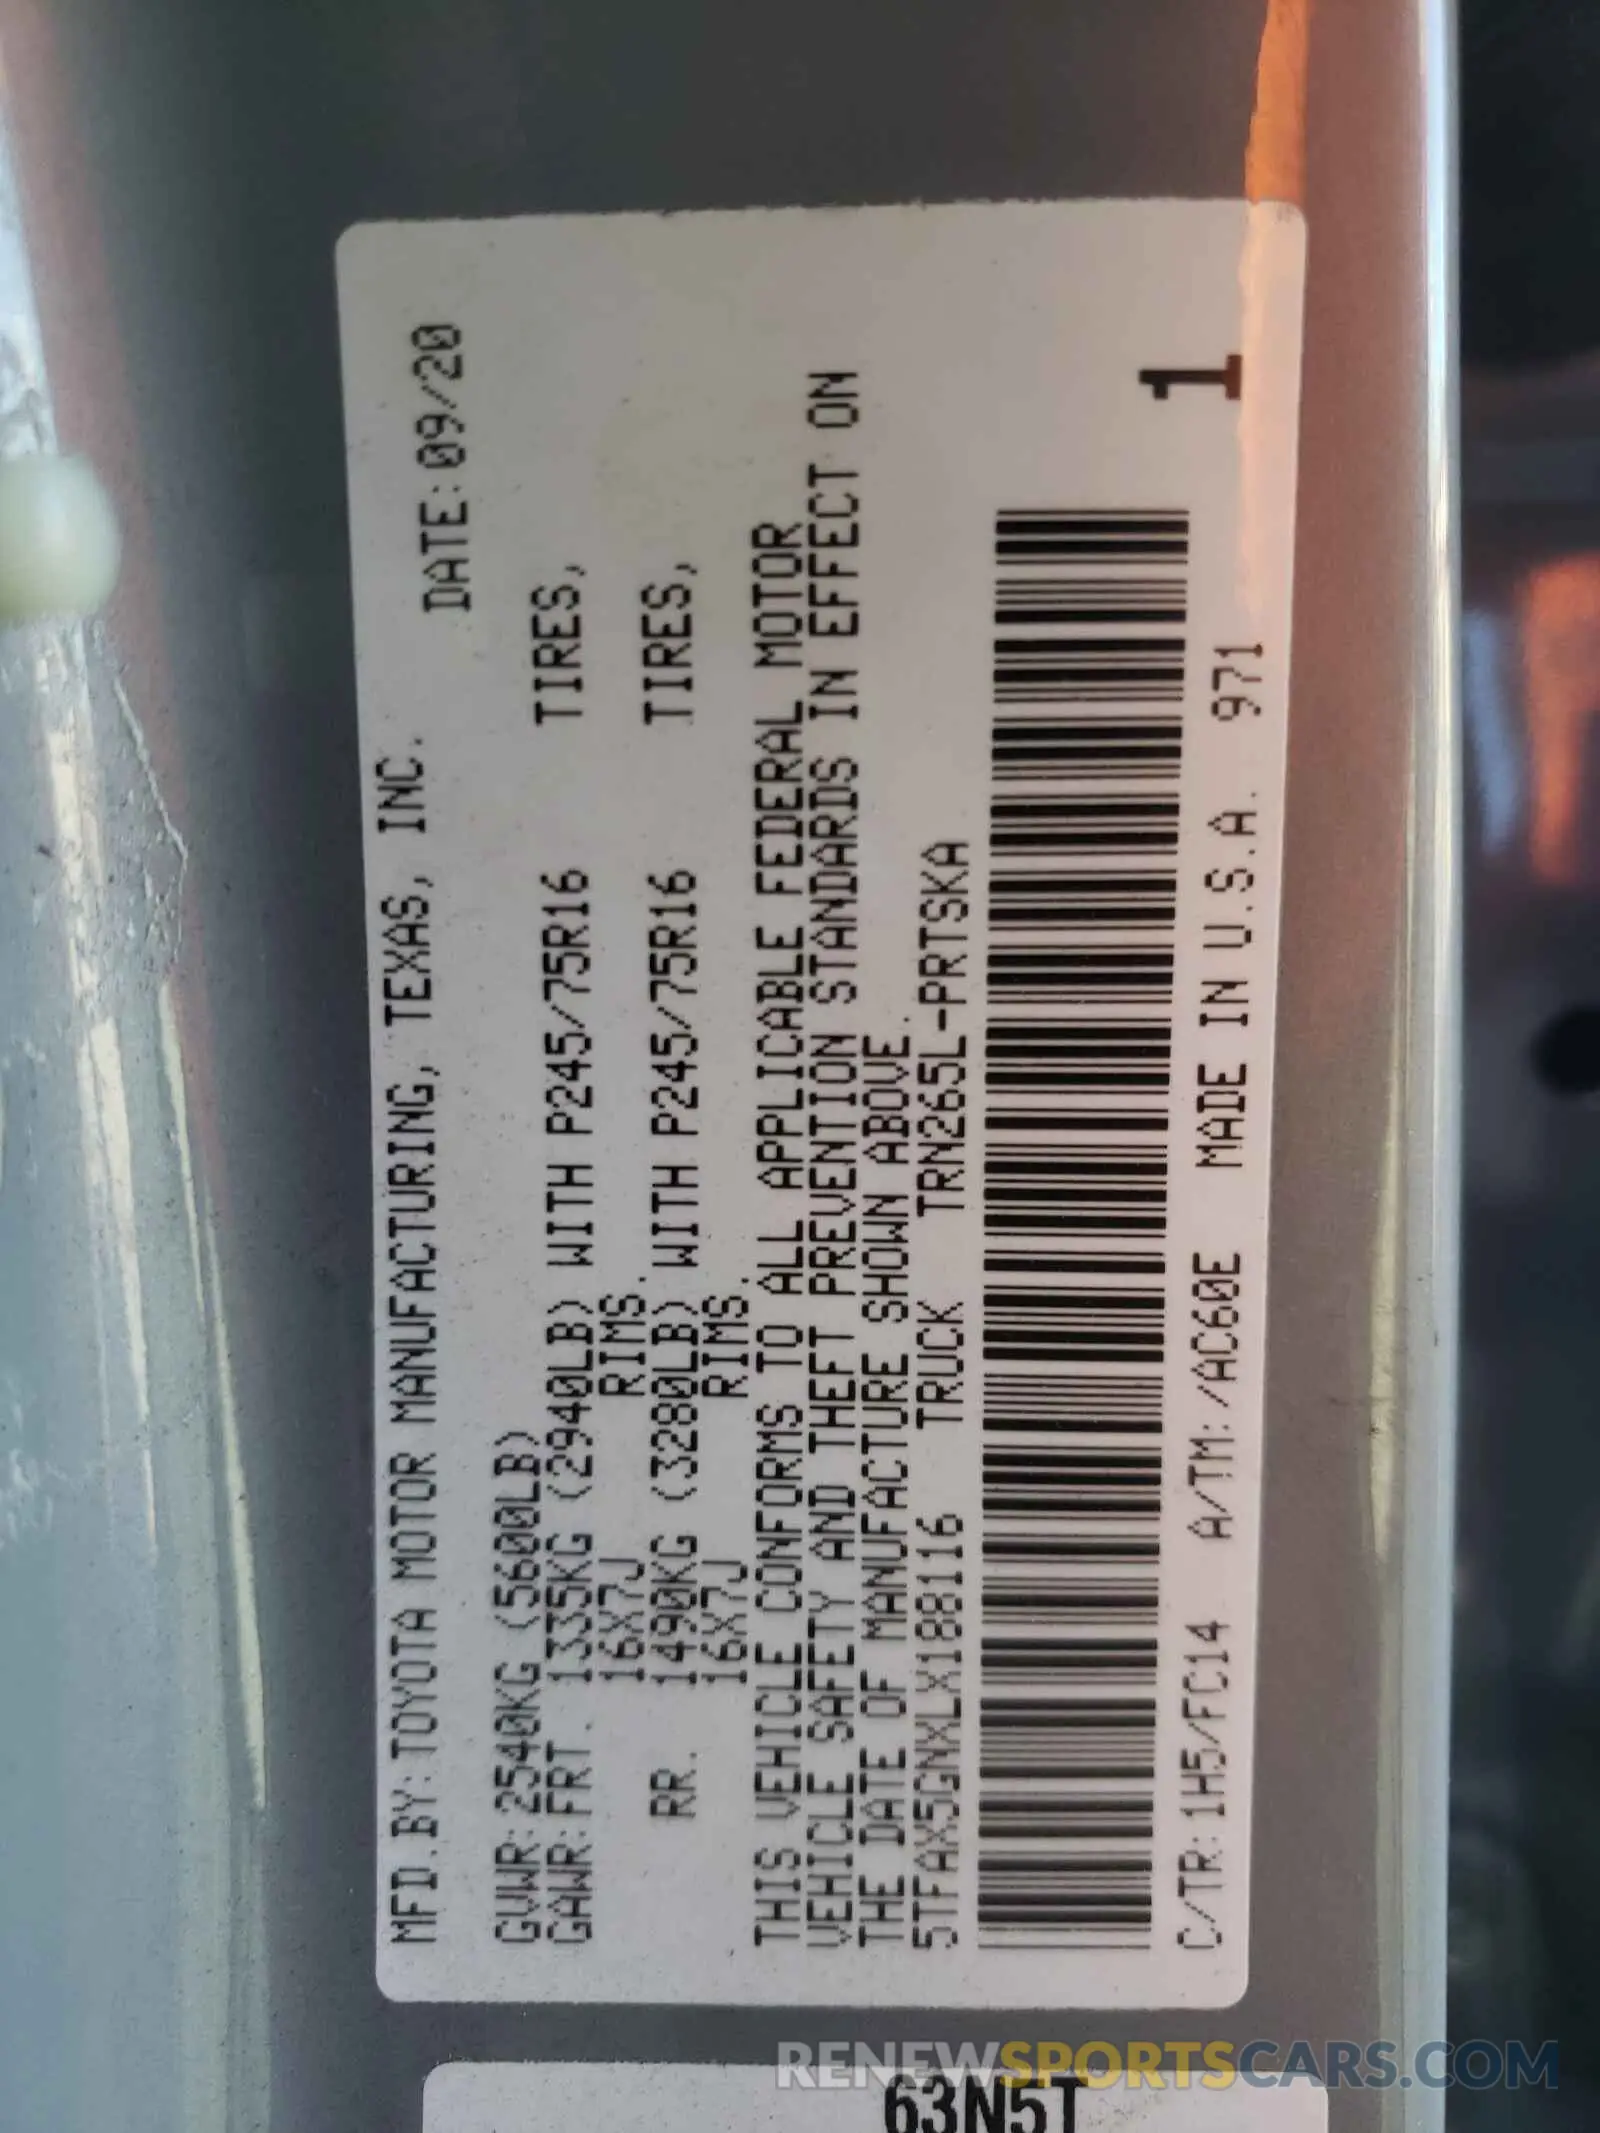 MFD.BY:TOYOTA MOTOR MANUFACTURING, TEXAS, INC.
DATE:09/20
GVWR:2540KG (5600LB)
GAWR:FRT. 1335KG (2940LB) WITH P245/75R16 TIRES,
16X7J RIMS.
RR. 1490KG (3280LB) WITH P245/75R16 TIRES,
16X7J RIMS.
THIS VEHICLE CONFORMS TO ALL APPLICABLE FEDERAL MOTOR
VEHICLE SAFETY AND THEFT PREVENTION STANDARDS IN EFFECT ON
THE DATE OF MANUFACTURE SHOWN ABOVE.
5TFAX5GNXLX188116 TRUCK TRN265L-PRTSKA
C/TR:1H5/FC14 A/TM:/AC60E MADE IN U.S.A. 971
1
63N5T
RENEWSPORTSCARS.COM